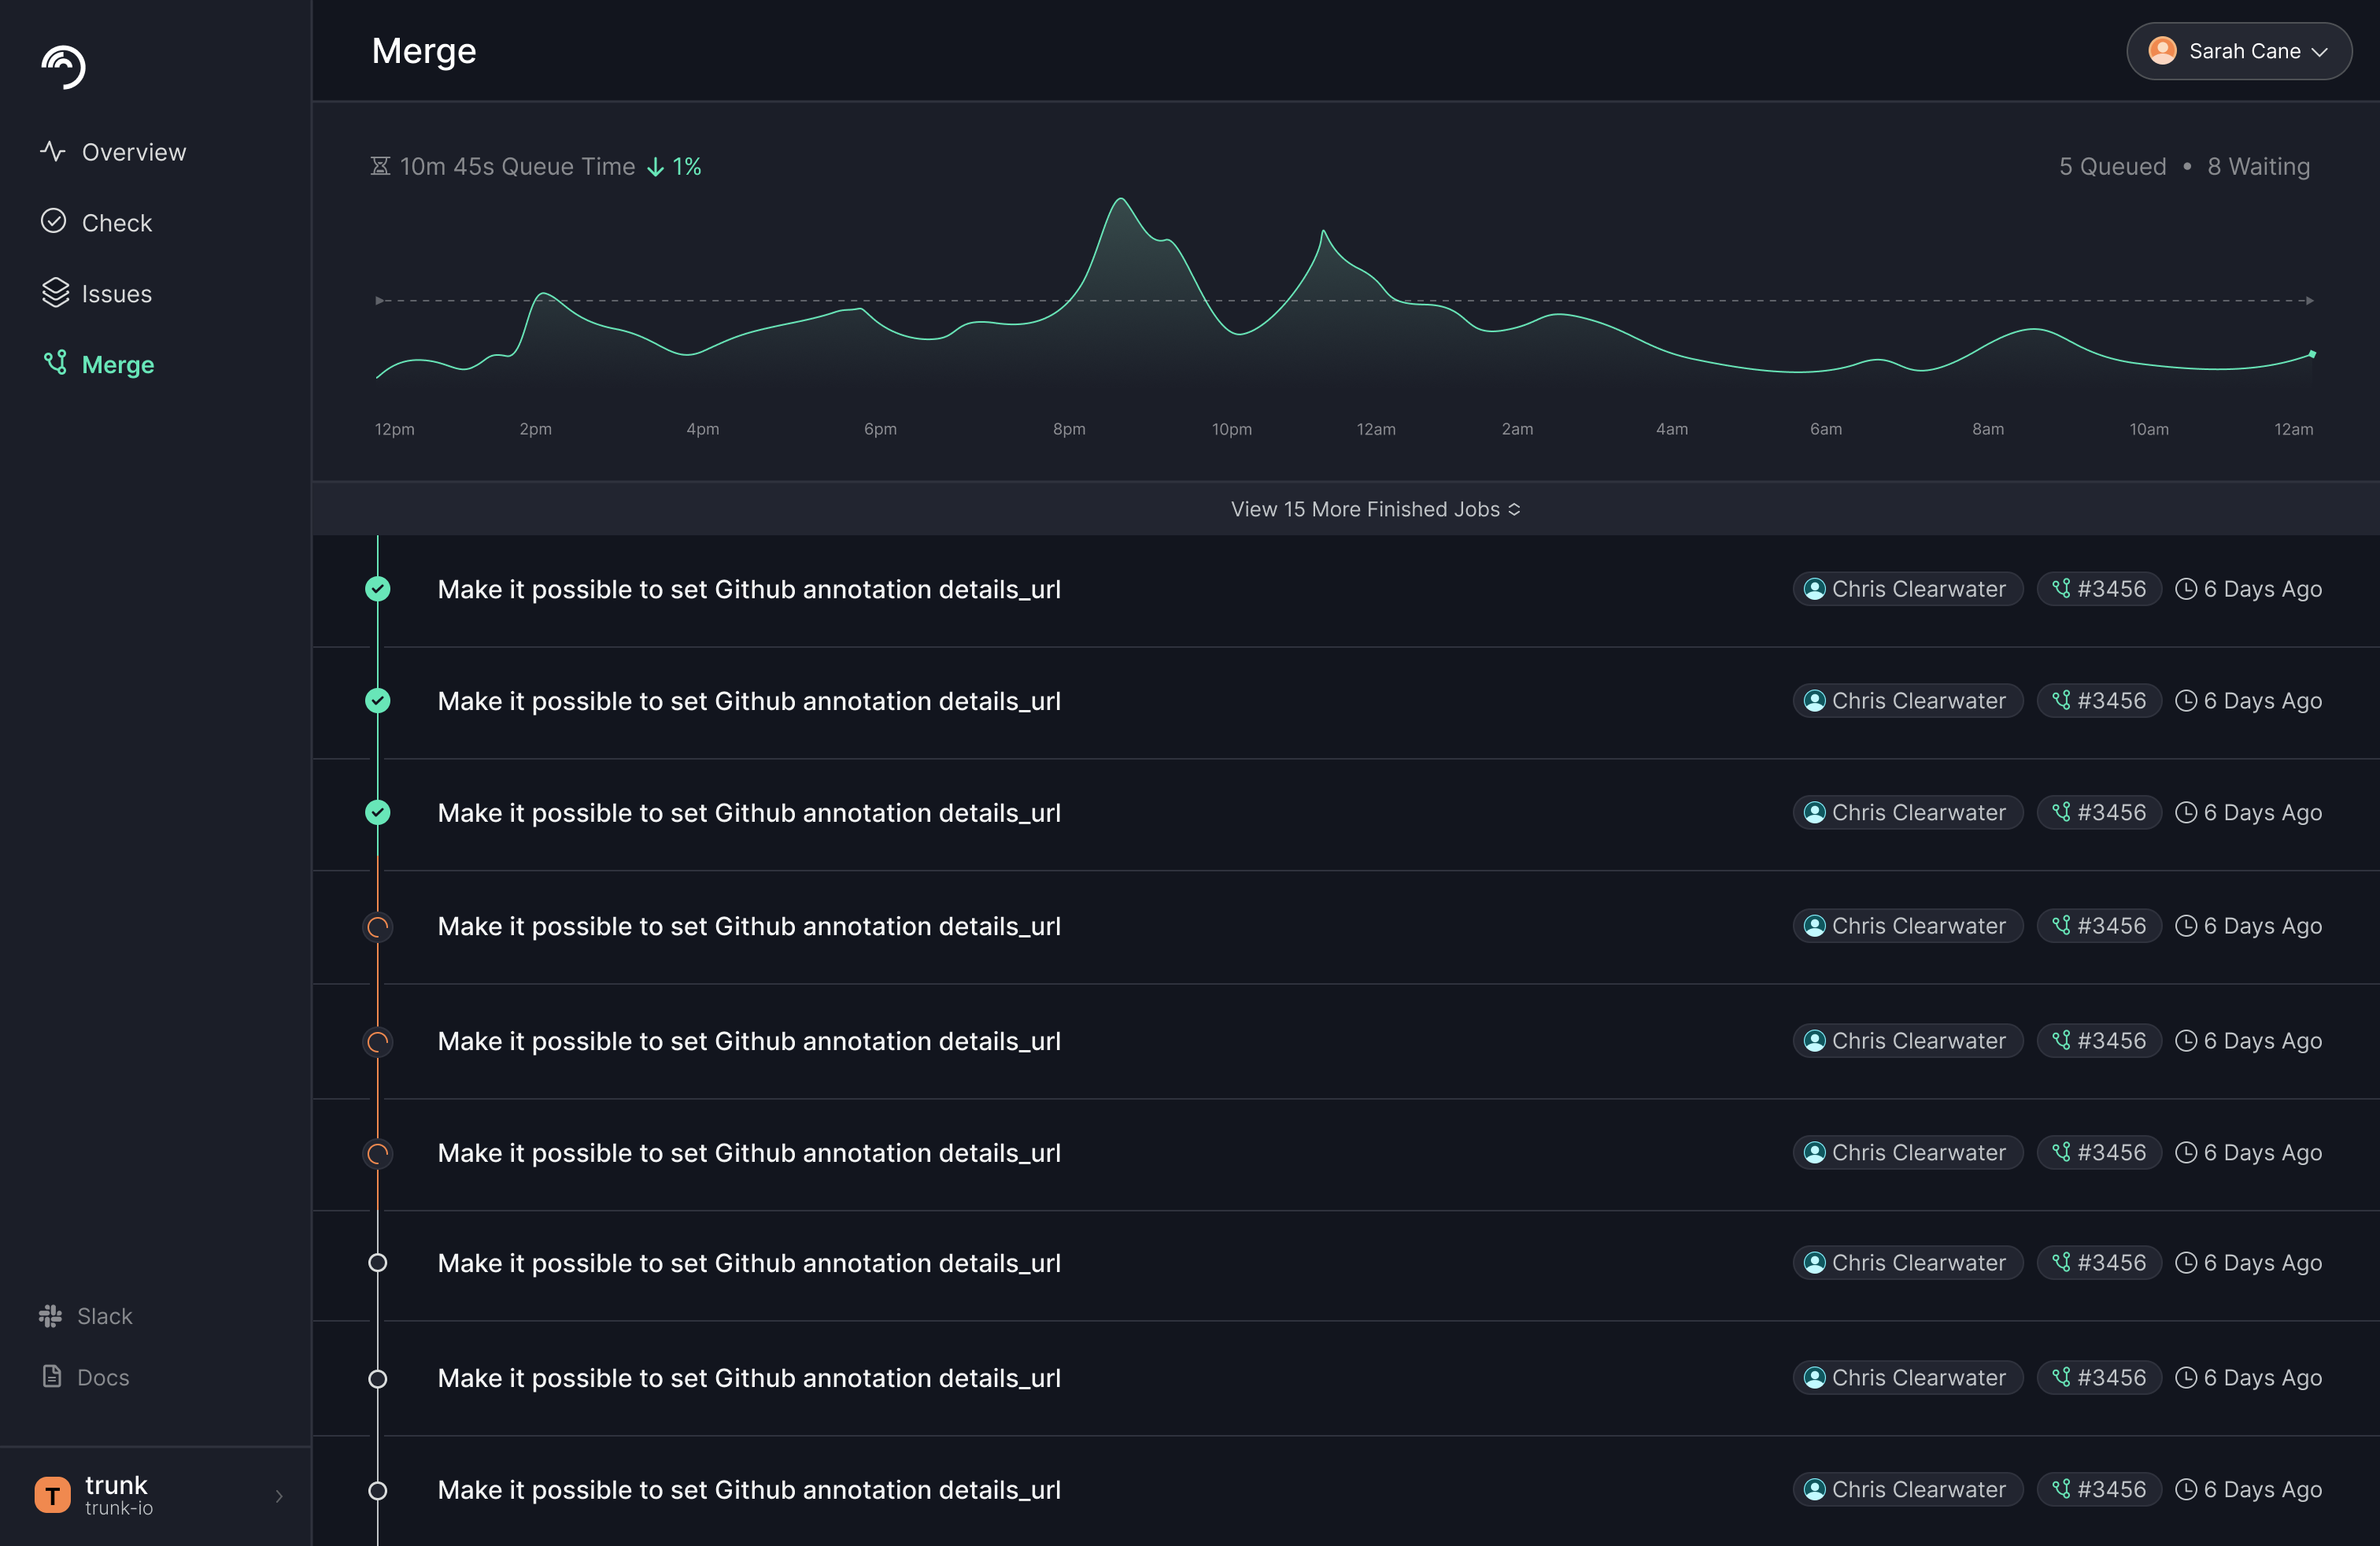 Merge
Sarah Cane
Overview
Check
Issues
Merge
10m 45s Queue Time 1%
5 Queued • 8 Waiting
12pm 2pm 4pm 6pm 8pm 10pm 12am 2am 4am 6am 8am 10am 12am
View 15 More Finished Jobs
Make it possible to set Github annotation details_url Chris Clearwater #3456 6 Days Ago
Make it possible to set Github annotation details_url Chris Clearwater #3456 6 Days Ago
Make it possible to set Github annotation details_url Chris Clearwater #3456 6 Days Ago
Make it possible to set Github annotation details_url Chris Clearwater #3456 6 Days Ago
Make it possible to set Github annotation details_url Chris Clearwater #3456 6 Days Ago
Make it possible to set Github annotation details_url Chris Clearwater #3456 6 Days Ago
Make it possible to set Github annotation details_url Chris Clearwater #3456 6 Days Ago
Make it possible to set Github annotation details_url Chris Clearwater #3456 6 Days Ago
Make it possible to set Github annotation details_url Chris Clearwater #3456 6 Days Ago
Slack
Docs
T trunk
trunk-io